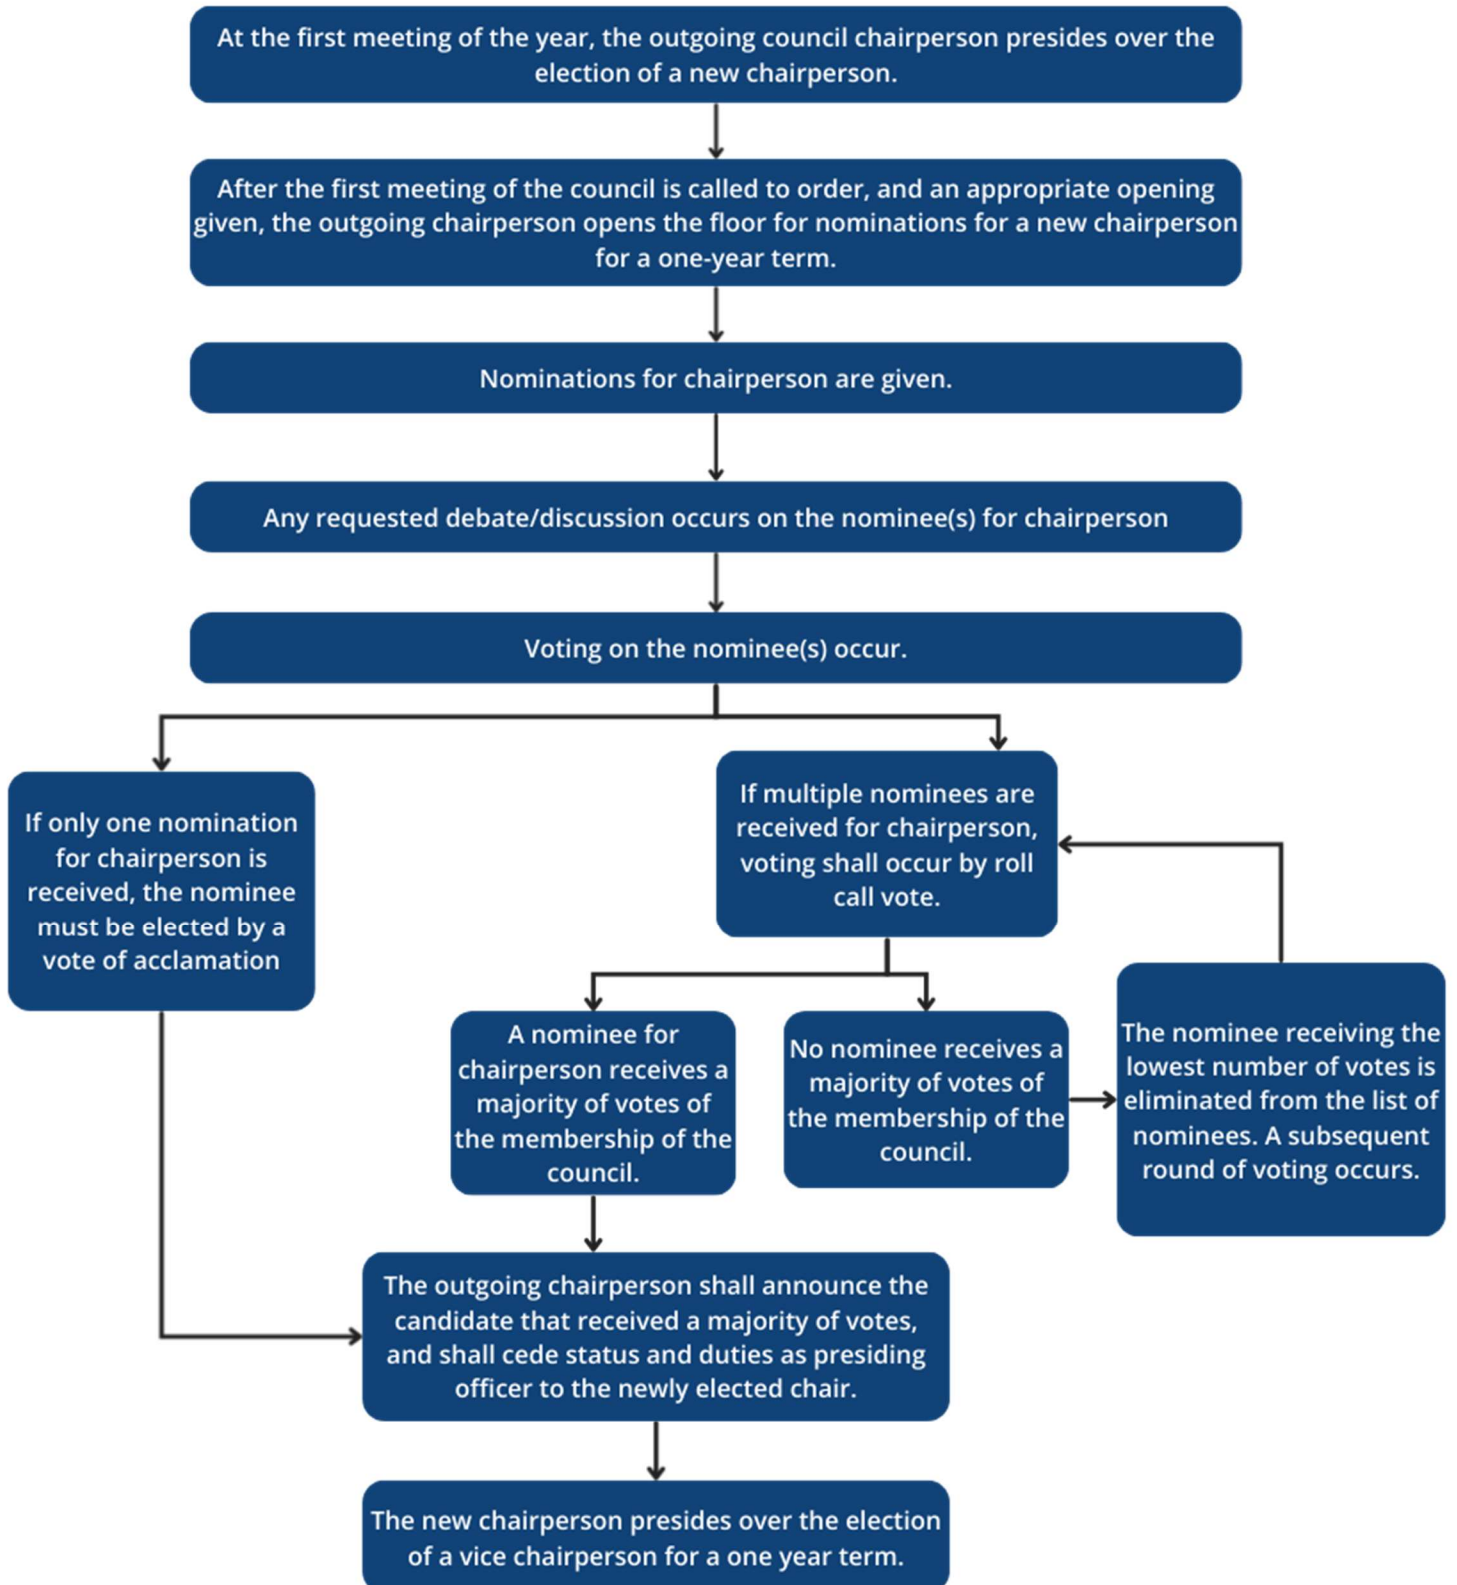 At the first meeting of the year, the outgoing council chairperson presides over the
election of a new chairperson.
After the first meeting of the council is called to order, and an appropriate opening
given, the outgoing chairperson opens the floor for nominations for a new chairperson
for a one-year term.
Nominations for chairperson are given.
Any requested debate/discussion occurs on the nominee(s) for chairperson
Voting on the nominee(s) occur.
If only one nomination
for chairperson is
received, the nominee
must be elected by a
vote of acclamation
If multiple nominees are
received for chairperson,
voting shall occur by roll
call vote.
A nominee for
chairperson receives a
majority of votes of
the membership of the
council.
No nominee receives a
majority of votes of
the membership of the
council.
The nominee receiving the
lowest number of votes is
eliminated from the list of
nominees. A subsequent
round of voting occurs.
The outgoing chairperson shall announce the
candidate that received a majority of votes,
and shall cede status and duties as presiding
officer to the newly elected chair.
The new chairperson presides over the election
of a vice chairperson for a one year term.